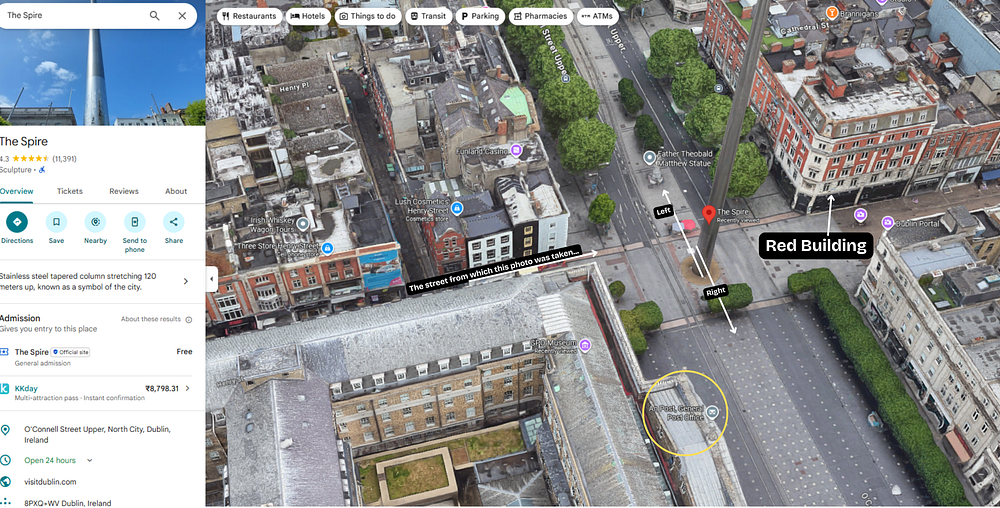 The Spire
The Spire
4.3 (11,391)
Sculpture ·
Overview Tickets Reviews About
Directions Save Nearby Send to phone Share
Stainless steel tapered column stretching 120
meters up, known as a symbol of the city.
Admission
About these results
Gives you entry to this place
The Spire Official site Free
General admission
KKday ₹8,798.31
Multi-attraction pass · Instant confirmation
O'Connell Street Upper, North City, Dublin,
Ireland
Open 24 hours
visitdublin.com
8PXQ+WV Dublin, Ireland
Restaurants Hotels Things to do Transit Parking Pharmacies ATMs
Brannigans
Cathedral St
Street Upper
Upper
Henry Pl
Funland Casino
Father Theobald
Matthew Statue
Lush Cosmetics
Henry Street
Cosmetics store
Left
The Spire
Recently viewed
Dublin Portal
Irish Whiskey
Wagon Tours
Three Store Henry Street
Red Building
The street from which this photo was taken...
Right
GPO Museum
Recently viewed
An Post, General
Post Office